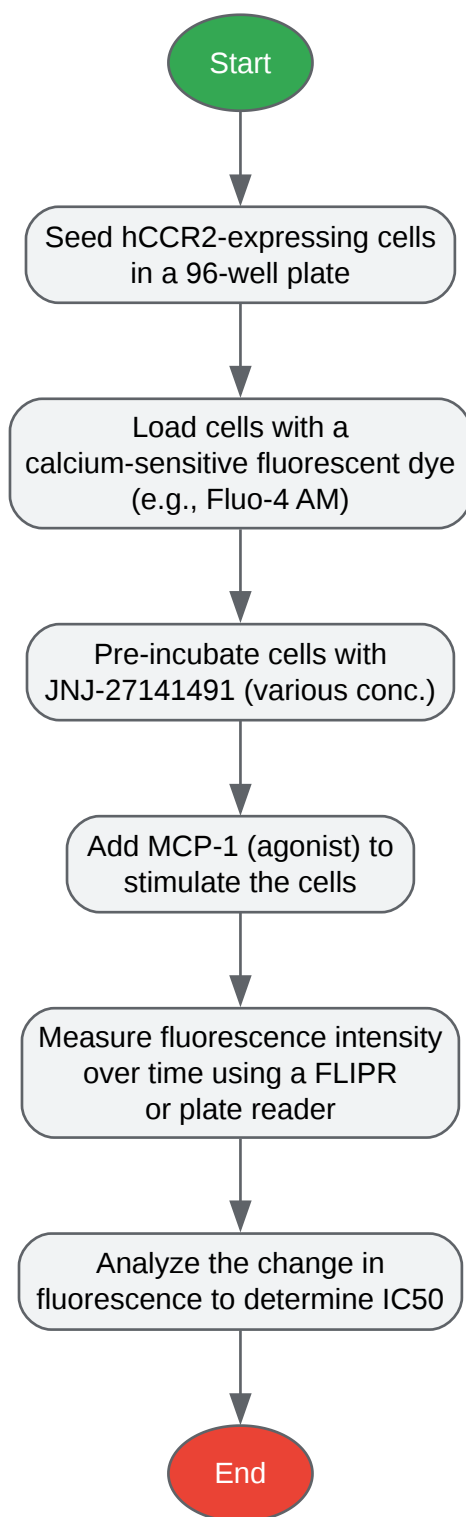 Start
Seed hCCR2-expressing cells
in a 96-well plate
Load cells with a
calcium-sensitive fluorescent dye
(e.g., Fluo-4 AM)
Pre-incubate cells with
JNJ-27141491 (various conc.)
Add MCP-1 (agonist) to
stimulate the cells
Measure fluorescence intensity
over time using a FLIPR
or plate reader
Analyze the change in
fluorescence to determine IC50
End